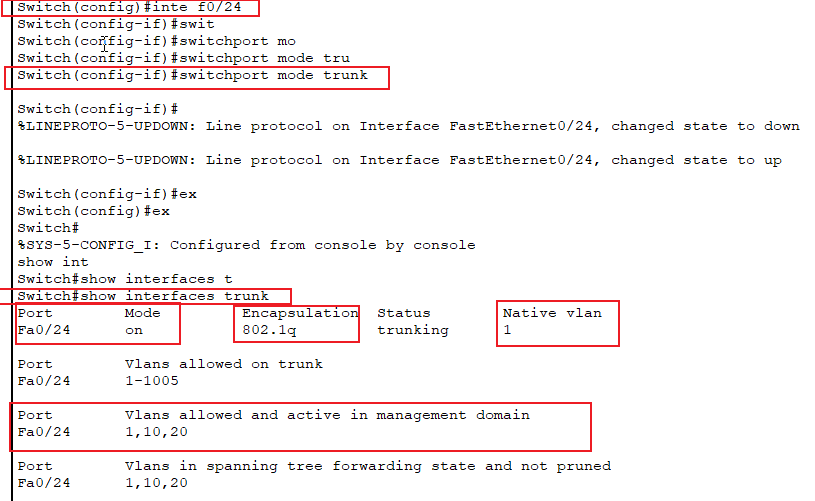 Switch(config)#inte f0/24
Switch(config-if)#swit
Switch(config-if)#switchport mo
Switch(config-if)#switchport mode tru
Switch(config-if)#switchport mode trunk
Switch(config-if)#
%LINEPROTO-5-UPDOWN: Line protocol on Interface FastEthernet0/24, changed state to down
%LINEPROTO-5-UPDOWN: Line protocol on Interface FastEthernet0/24, changed state to up
Switch(config-if)#ex
Switch(config)#ex
Switch#
%SYS-5-CONFIG_I: Configured from console by console
show int
Switch#show interfaces t
Switch#show interfaces trunk
Port Mode Encapsulation Status Native vlan
Fa0/24 on 802.1q trunking 1
Port Vlans allowed on trunk
Fa0/24 1-1005
Port Vlans allowed and active in management domain
Fa0/24 1,10,20
Port Vlans in spanning tree forwarding state and not pruned
Fa0/24 1,10,20